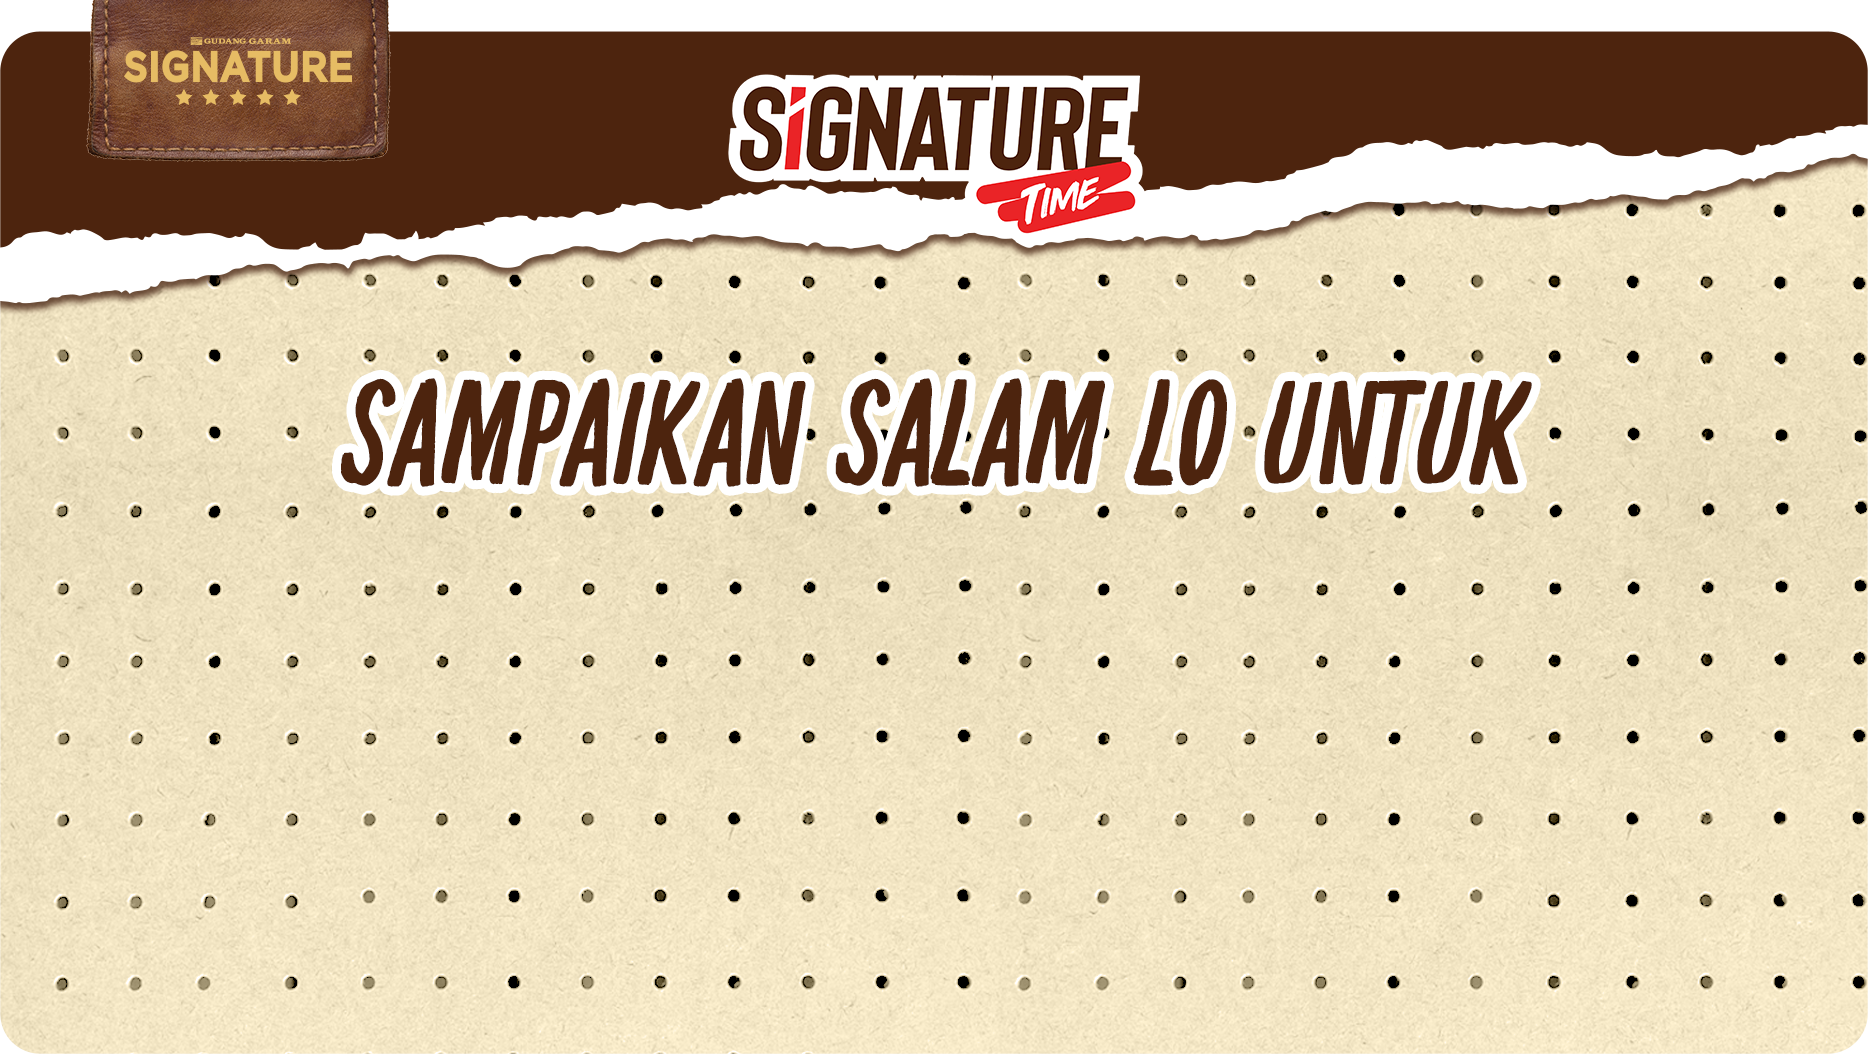 GUDANG GARAM
SIGNATURE
SiGNATURE
TIME
SAMPAIKAN SALAM LO UNTUK